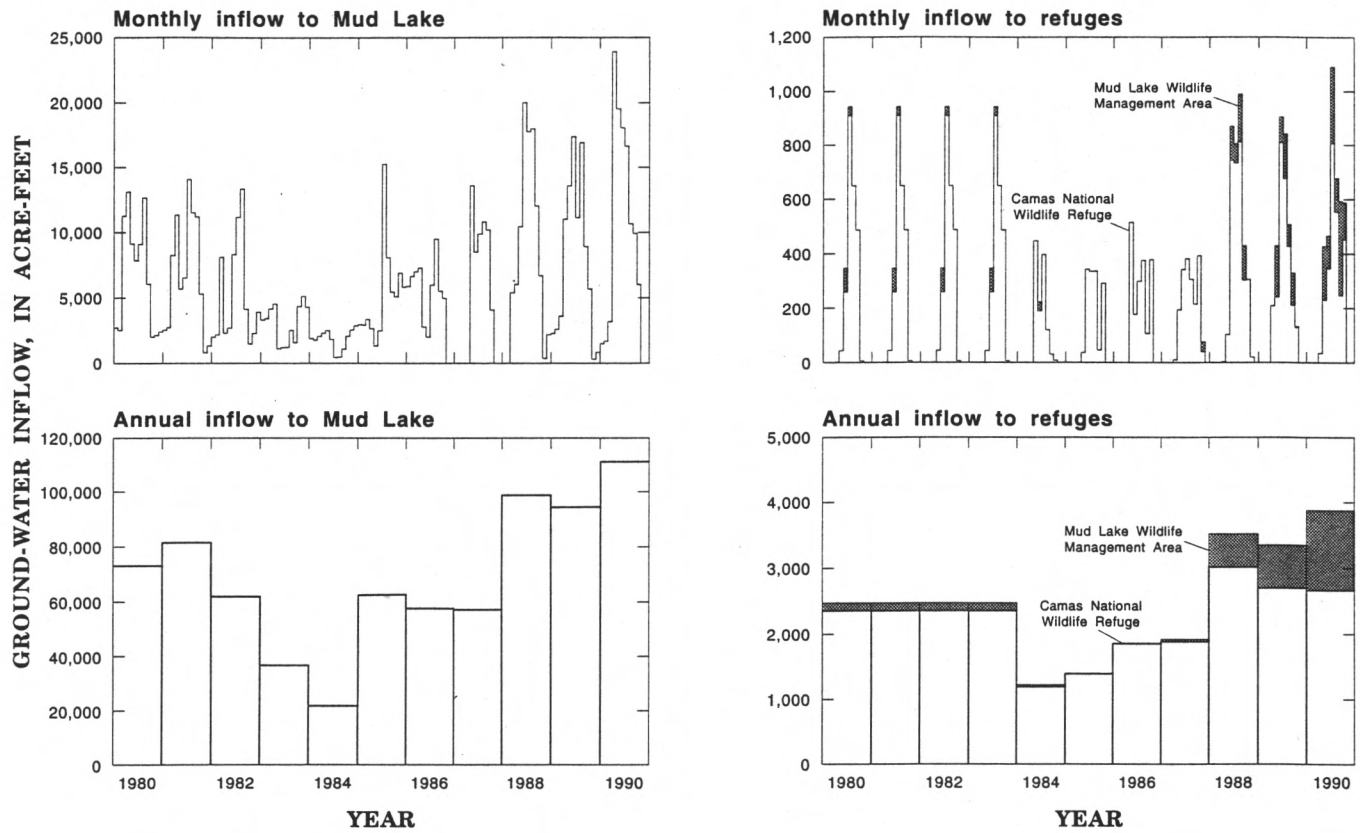 GROUND-WATER INFLOW, IN ACRE-FEET
Monthly inflow to Mud Lake
25,000
20,000
15,000
10,000
5,000
0
Monthly inflow to refuges
1,200
1,000
800
600
400
200
0
Mud Lake Wildlife
Management Area
Camas National
Wildlife Refuge
Annual inflow to Mud Lake
120,000
100,000
80,000
60,000
40,000
20,000
0
1980 1982 1984 1986 1988 1990
YEAR
Annual inflow to refuges
5,000
4,000
3,000
2,000
1,000
0
Mud Lake Wildlife
Management Area
Camas National
Wildlife Refuge
1980 1982 1984 1986 1988 1990
YEAR